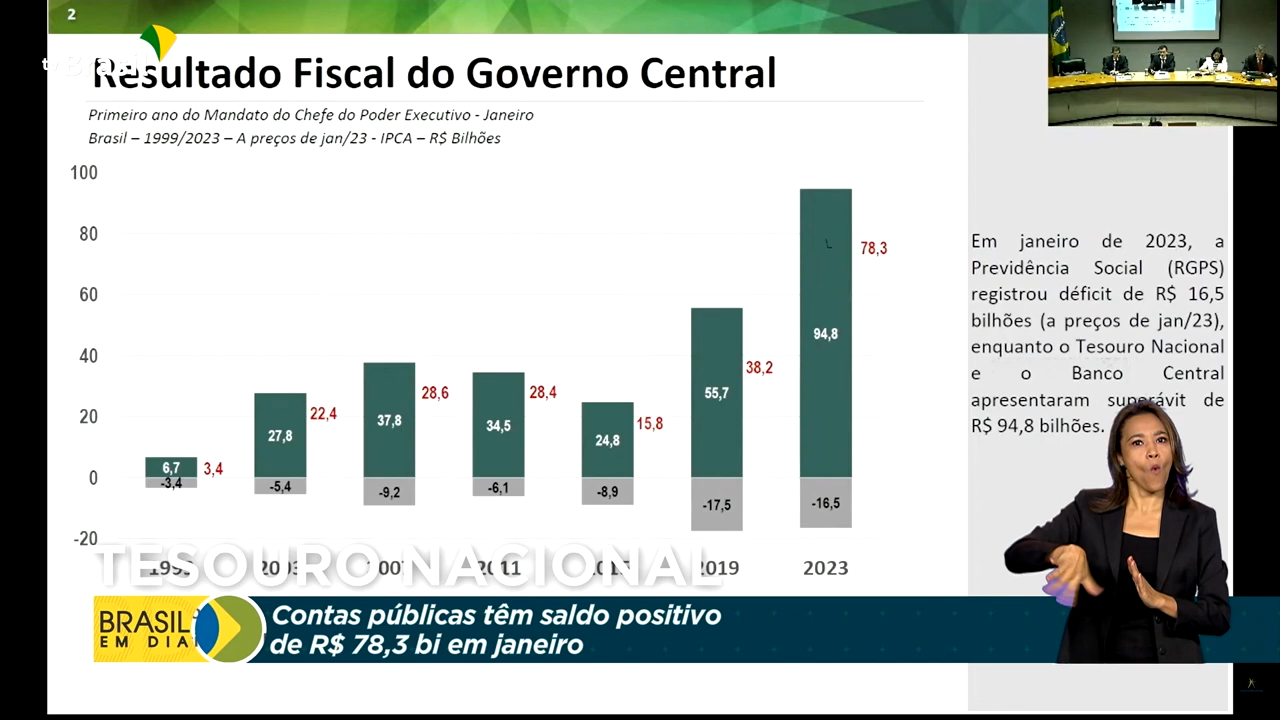 2
tv Brasil
Resultado Fiscal do Governo Central
Primeiro ano do Mandato do Chefe do Poder Executivo - Janeiro
Brasil – 1999/2023 – A preços de jan/23 - IPCA – R$ Bilhões
100
80
60
40
20
0
-20
6,7
3,4
-3,4
27,8
22,4
-5,4
37,8
28,6
-9,2
34,5
28,4
-6,1
24,8
15,8
-8,9
55,7
38,2
-17,5
94,8
78,3
-16,5
1999
2003
2007
2011
2015
2019
2023
Em janeiro de 2023, a
Previdência Social (RGPS)
registrou déficit de R$ 16,5
bilhões (a preços de jan/23),
enquanto o Tesouro Nacional
e o Banco Central
apresentaram superávit de
R$ 94,8 bilhões.
TESOURO NACIONAL
BRASIL
EM DIA
Contas públicas têm saldo positivo
de R$ 78,3 bi em janeiro